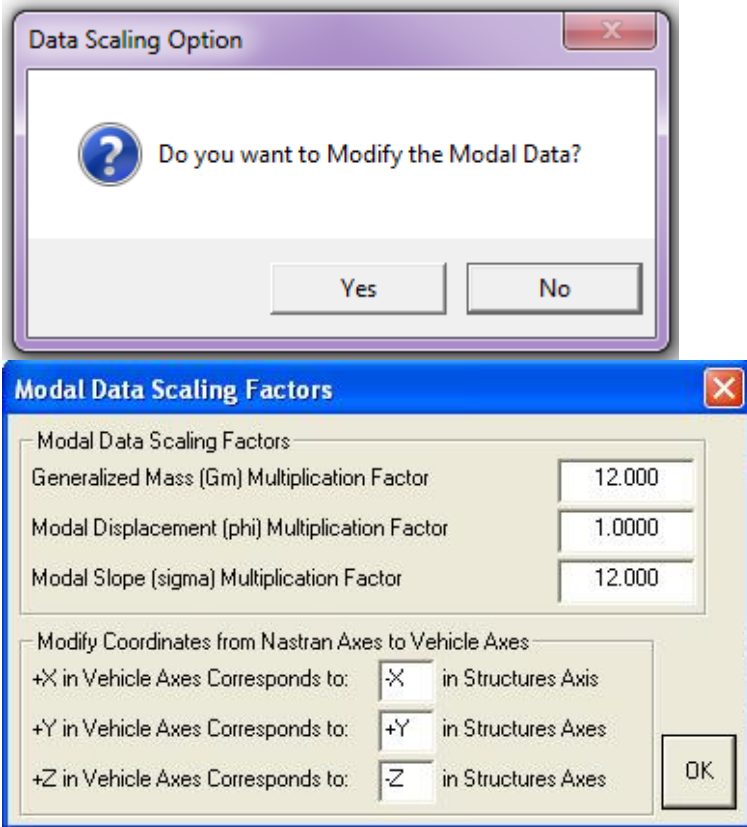 Data Scaling Option
Do you want to Modify the Modal Data?
Yes No
Modal Data Scaling Factors
Modal Data Scaling Factors
Generalized Mass (Gm) Multiplication Factor 12.000
Modal Displacement (phi) Multiplication Factor 1.0000
Modal Slope (sigma) Multiplication Factor 12.000
Modify Coordinates from Nastran Axes to Vehicle Axes
+X in Vehicle Axes Corresponds to: -X in Structures Axis
+Y in Vehicle Axes Corresponds to: +Y in Structures Axes
+Z in Vehicle Axes Corresponds to: -Z in Structures Axes
OK